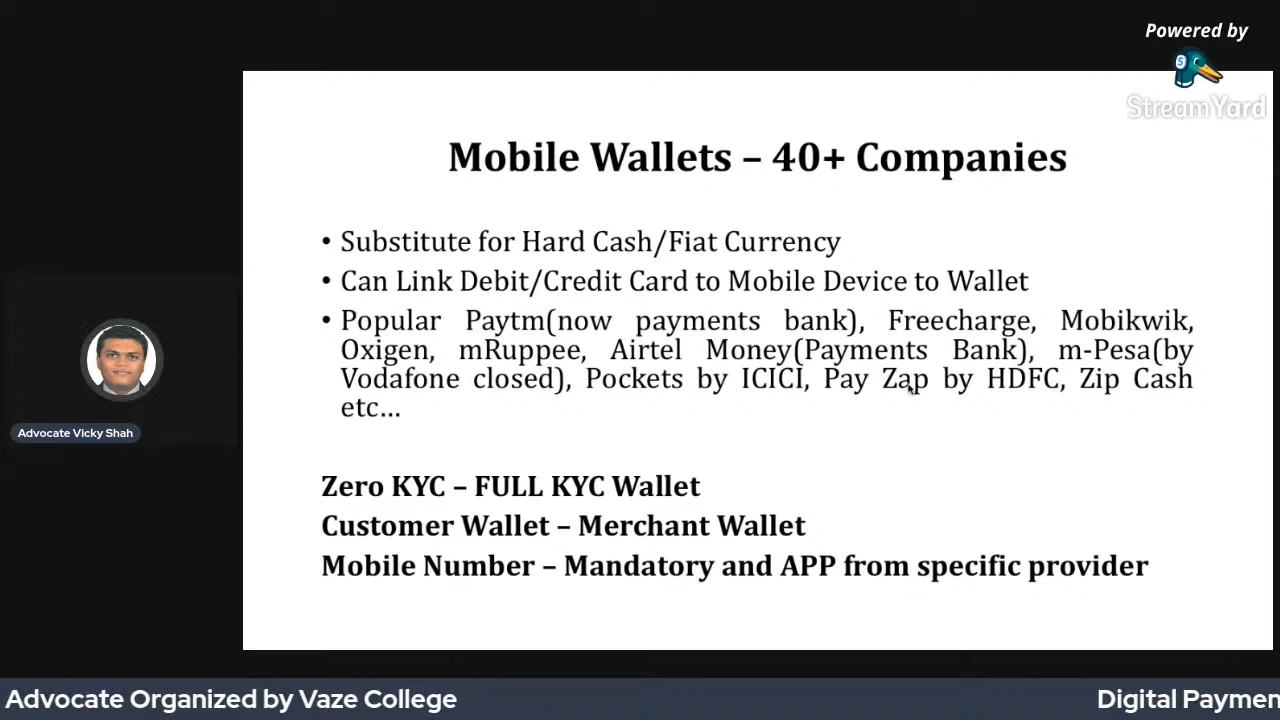 Powered by
StreamYard
Mobile Wallets – 40+ Companies
• Substitute for Hard Cash/Fiat Currency
• Can Link Debit/Credit Card to Mobile Device to Wallet
• Popular Paytm(now payments bank), Freecharge, Mobikwik,
Oxigen, mRuppee, Airtel Money(Payments Bank), m-Pesa(by
Vodafone closed), Pockets by ICICI, Pay Zap by HDFC, Zip Cash
etc…
Zero KYC – FULL KYC Wallet
Customer Wallet – Merchant Wallet
Mobile Number – Mandatory and APP from specific provider
Advocate Vicky Shah
Advocate Organized by Vaze College
Digital Paymen